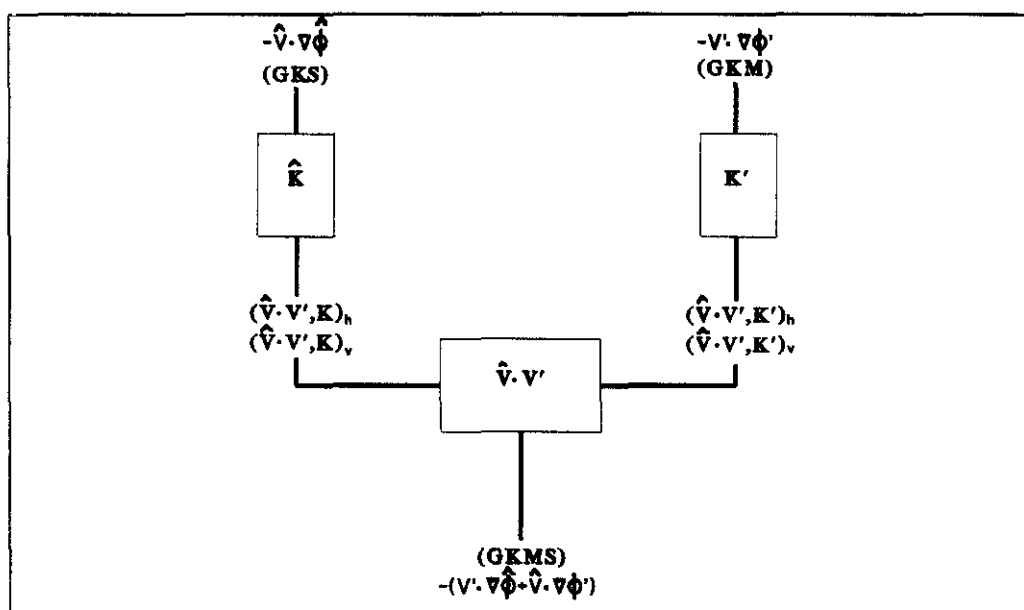 -V̂·∇ϕ̂
(GKS)
-V'·∇ϕ'
(GKM)
K̂
K′
(V̂·V′,K)ₕ
(V̂·V′,K)ᵥ
(V̂·V′,K′)ₕ
(V̂·V′,K′)ᵥ
V̂·V′
(GKMS)
-(V'·∇ϕ̂+V̂·∇ϕ')